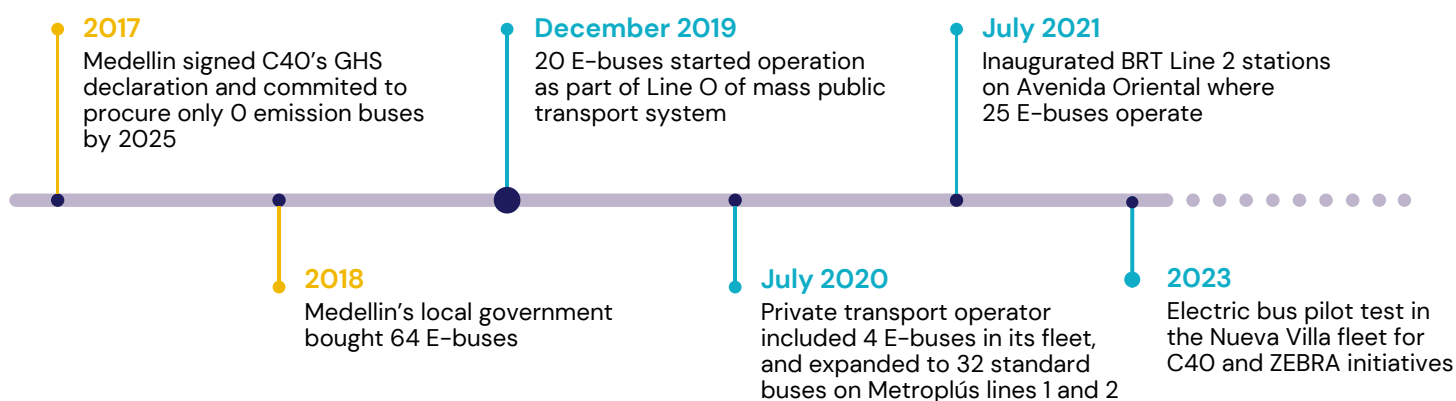 2017
Medellin signed C40's GHS
declaration and commited to
procure only 0 emission buses
by 2025
2018
Medellin's local government
bought 64 E-buses
December 2019
20 E-buses started operation
as part of Line O of mass public
transport system
July 2020
Private transport operator
included 4 E-buses in its fleet,
and expanded to 32 standard
buses on Metroplús lines 1 and 2
July 2021
Inaugurated BRT Line 2 stations
on Avenida Oriental where
25 E-buses operate
2023
Electric bus pilot test in
the Nueva Villa fleet for
C40 and ZEBRA initiatives